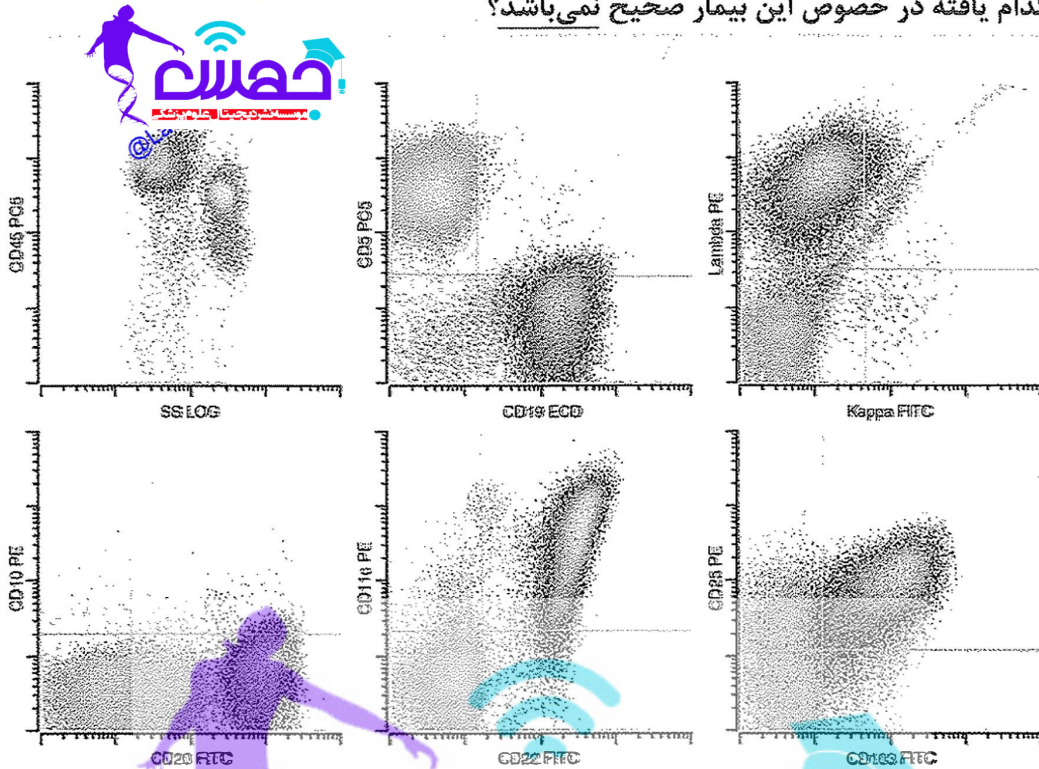 کدام یافته در خصوص این بیمار صحیح نمی‌باشد؟
جهش
CD45 PC5
SS LOG
CD5 PC5
CD19 ECD
Lambda PE
Kappa FITC
CD10 PE
CD20 FITC
CD11c PE
CD22 FITC
CD25 PE
CD103 FITC